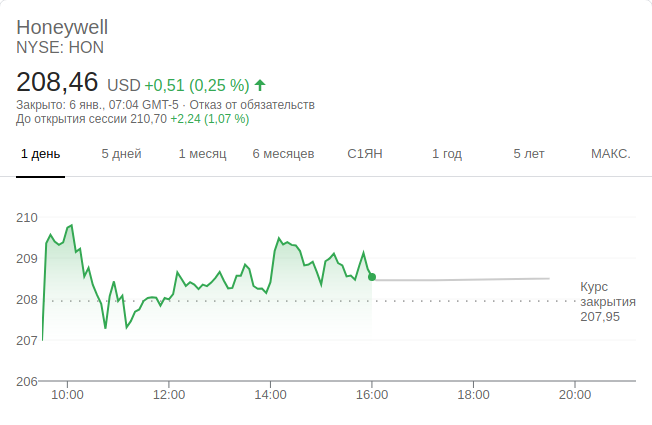 Honeywell
NYSE: HON
208,46 USD +0,51 (0,25 %)
Закрыто: 6 янв., 07:04 GMT-5 · Отказ от обязательств
До открытия сессии 210,70 +2,24 (1,07 %)
1 день 5 дней 1 месяц 6 месяцев С1ЯН 1 год 5 лет МАКС.
210
209
208
207
206
Курс
закрытия
207,95
10:00 12:00 14:00 16:00 18:00 20:00